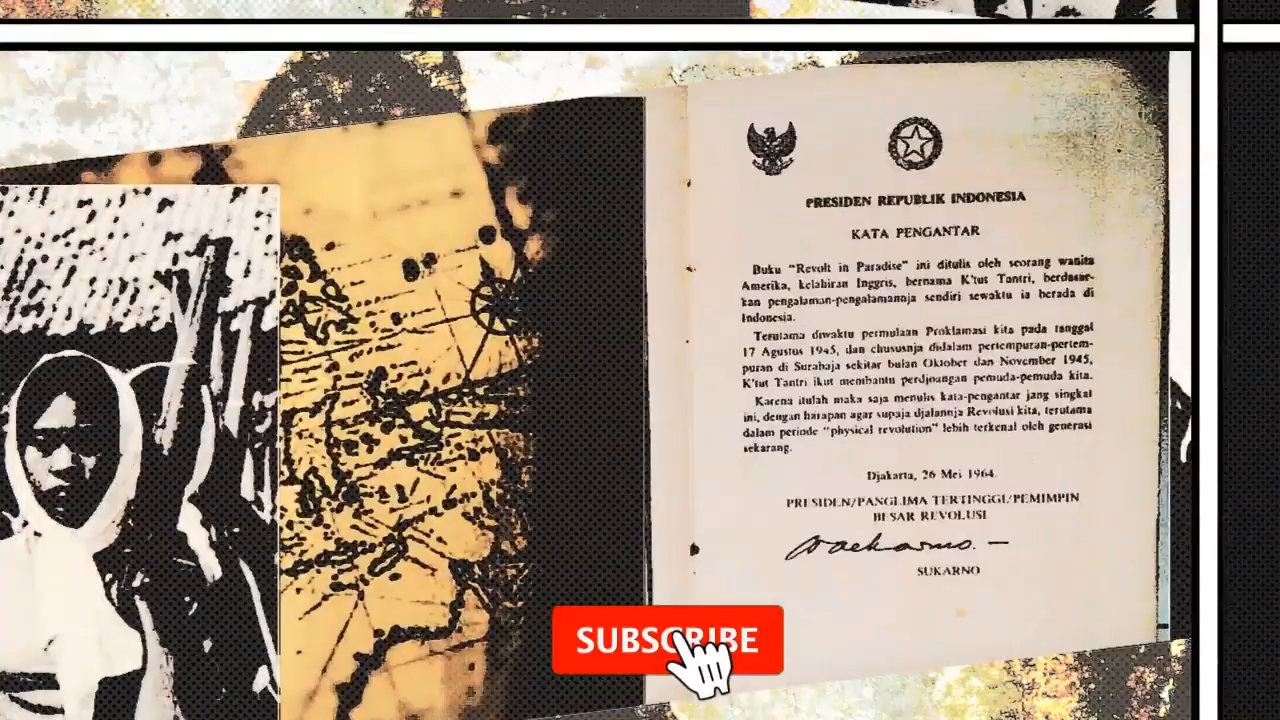 PRESIDEN REPUBLIK INDONESIA
KATA PENGANTAR
Buku “Revolt in Paradise” ini ditulis oleh seorang wanita
Amerika, kelahiran Inggris, bernama K'tut Tantri, berdasar-
kan pengalaman-pengalamannja sendiri sewaktu ia berada di
Indonesia.
Terutama diwaktu permulaan Proklamasi kita pada tanggal
17 Agustus 1945, dan chususnja didalam pertempuran-pertem-
puran di Surabaja sekitar bulan Oktober dan November 1945,
K'tut Tantri ikut membantu perdjoangan pemuda-pemuda kita.
Karena itulah maka saja menulis kata-pengantar jang singkat
ini, dengan harapan agar supaja djalannja Revolusi kita, terutama
dalam periode “physical revolution” lebih terkenal oleh generasi
sekarang.
Djakarta, 26 Mei 1964.
PRESIDEN/PANGLIMA TERTINGGI/PEMIMPIN
BESAR REVOLUSI
Soekarno.
SUKARNO
SUBSCRIBE